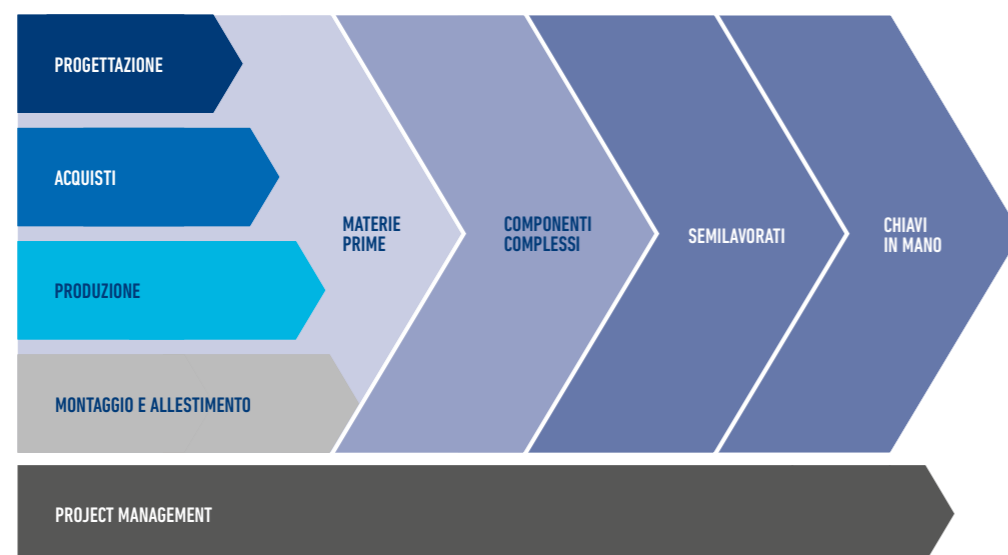 PROGETTAZIONE
ACQUISTI
PRODUZIONE
MONTAGGIO E ALLESTIMENTO
MATERIE
PRIME
COMPONENTI
COMPLESSI
SEMILAVORATI
CHIAVI
IN MANO
PROJECT MANAGEMENT